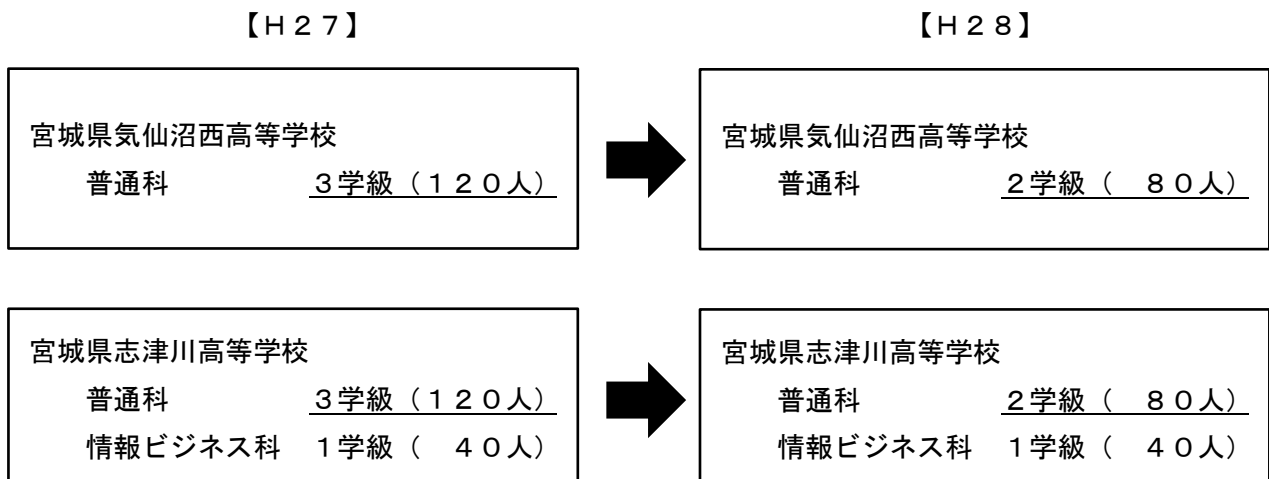 【H27】
【H28】
宮城県気仙沼西高等学校
普通科 3学級(120人)
宮城県気仙沼西高等学校
普通科 2学級( 80人)
宮城県志津川高等学校
普通科 3学級(120人)
情報ビジネス科 1学級( 40人)
宮城県志津川高等学校
普通科 2学級( 80人)
情報ビジネス科 1学級( 40人)